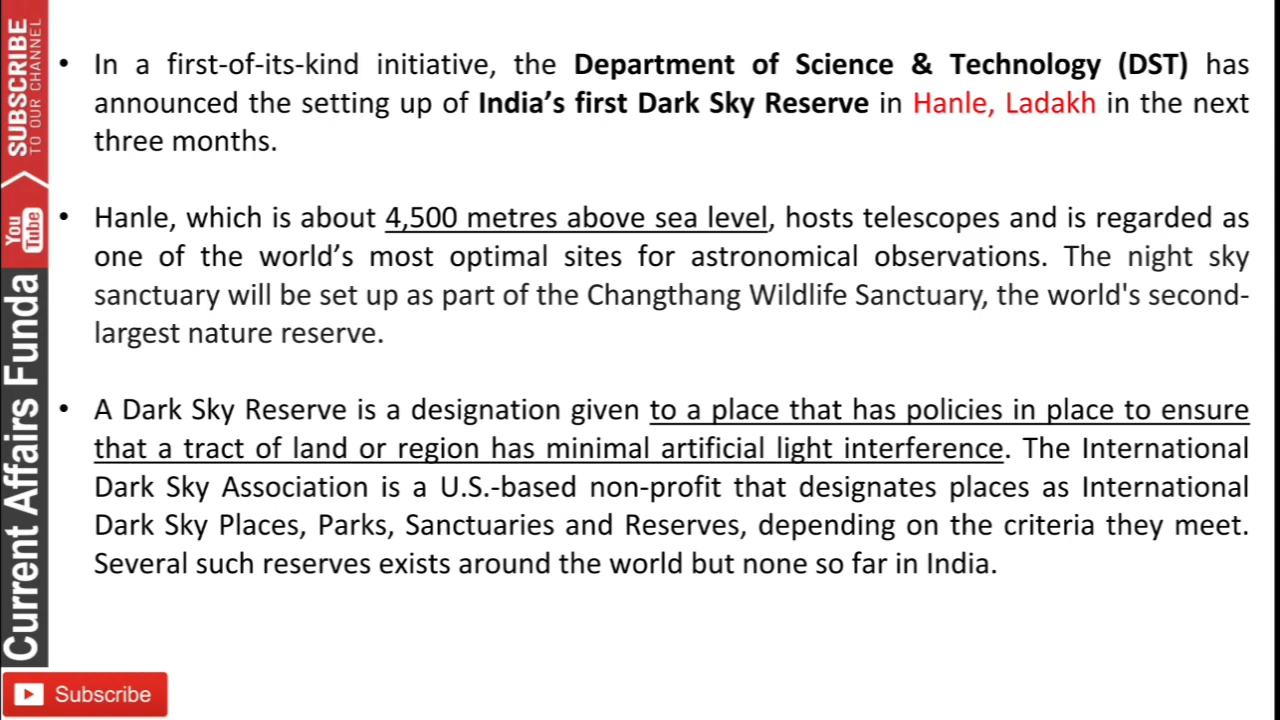 • In a first-of-its-kind initiative, the Department of Science & Technology (DST) has
announced the setting up of India’s first Dark Sky Reserve in Hanle, Ladakh in the next
three months.
• Hanle, which is about 4,500 metres above sea level, hosts telescopes and is regarded as
one of the world’s most optimal sites for astronomical observations. The night sky
sanctuary will be set up as part of the Changthang Wildlife Sanctuary, the world's second-
largest nature reserve.
• A Dark Sky Reserve is a designation given to a place that has policies in place to ensure
that a tract of land or region has minimal artificial light interference. The International
Dark Sky Association is a U.S.-based non-profit that designates places as International
Dark Sky Places, Parks, Sanctuaries and Reserves, depending on the criteria they meet.
Several such reserves exists around the world but none so far in India.
SUBSCRIBE
TO OUR CHANNEL
You
Tube
Current Affairs Funda
Subscribe